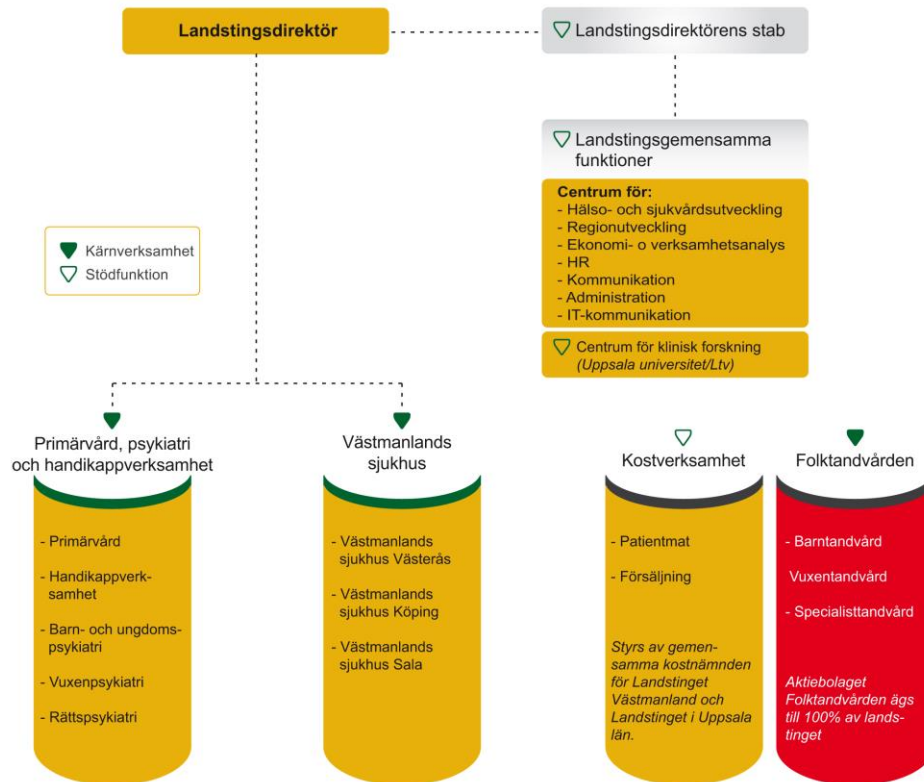 Landstingsdirektör
Landstingsdirektörens stab
Landstingsgemensamma
funktioner
Centrum för:
- Hälso- och sjukvårdsutveckling
- Regionutveckling
- Ekonomi- o verksamhetsanalys
- HR
- Kommunikation
- Administration
- IT-kommunikation
Centrum för klinisk forskning
(Uppsala universitet/Ltv)
Kärnverksamhet
Stödfunktion
Primärvård, psykiatri
och handikappverksamhet
- Primärvård
- Handikappverk-
samhet
- Barn- och ungdoms-
psykiatri
- Vuxenpsykiatri
- Rättspsykiatri
Västmanlands
sjukhus
- Västmanlands
sjukhus Västerås
- Västmanlands
sjukhus Köping
- Västmanlands
sjukhus Sala
Kostverksamhet
- Patientmat
- Försäljning
Styrs av gemen-
samma kostnämnden
för Landstinget
Västmanland och
Landstinget i Uppsala
län.
Folktandvården
- Barntandvård
Vuxentandvård
- Specialisttandvård
Aktiebolaget
Folktandvården ägs
till 100% av lands-
tinget